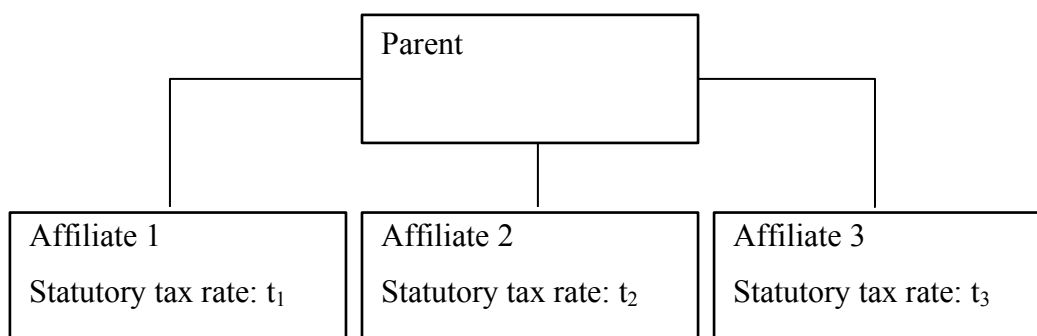 Parent
Affiliate 1
Statutory tax rate: t₁
Affiliate 2
Statutory tax rate: t₂
Affiliate 3
Statutory tax rate: t₃